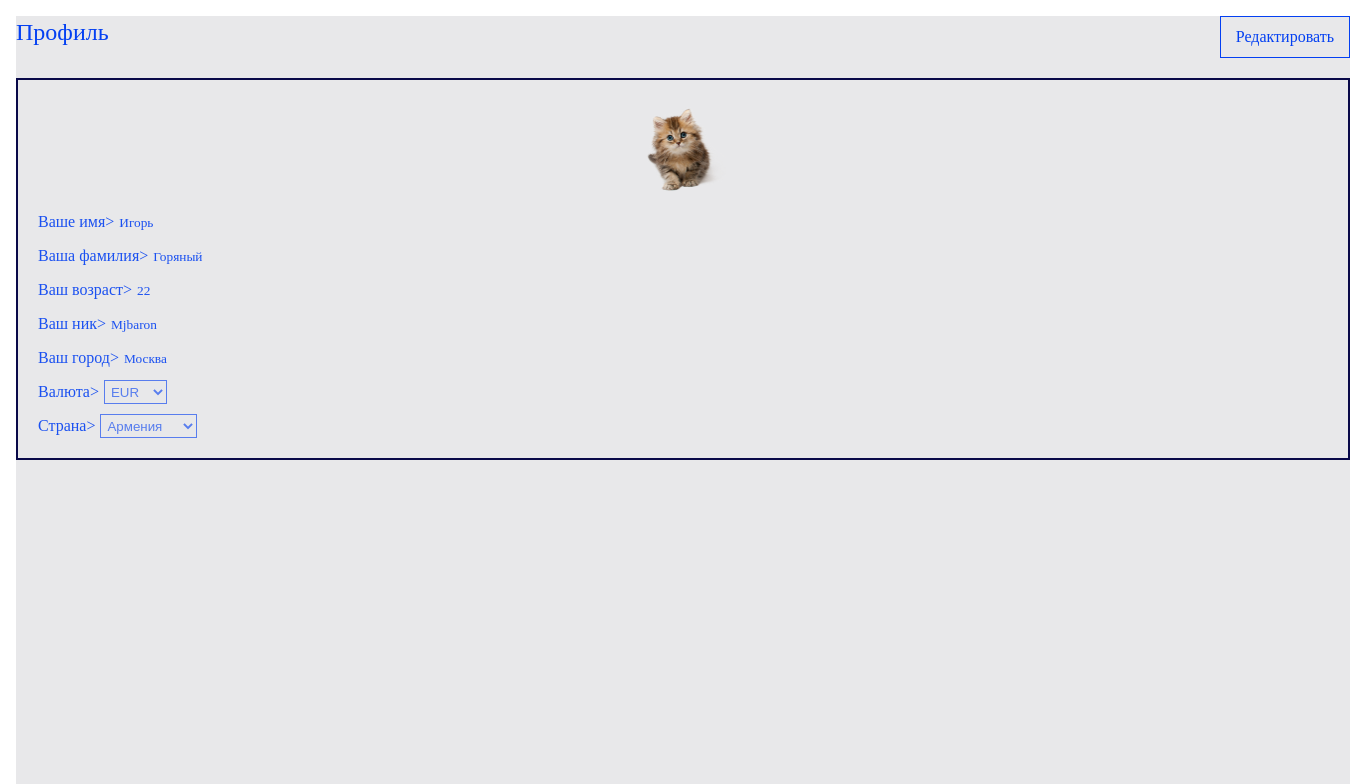 Профиль
Редактировать
Ваше имя> Игорь
Ваша фамилия> Горяный
Ваш возраст> 22
Ваш ник> Mjbaron
Ваш город> Москва
Валюта> EUR
Страна> Армения